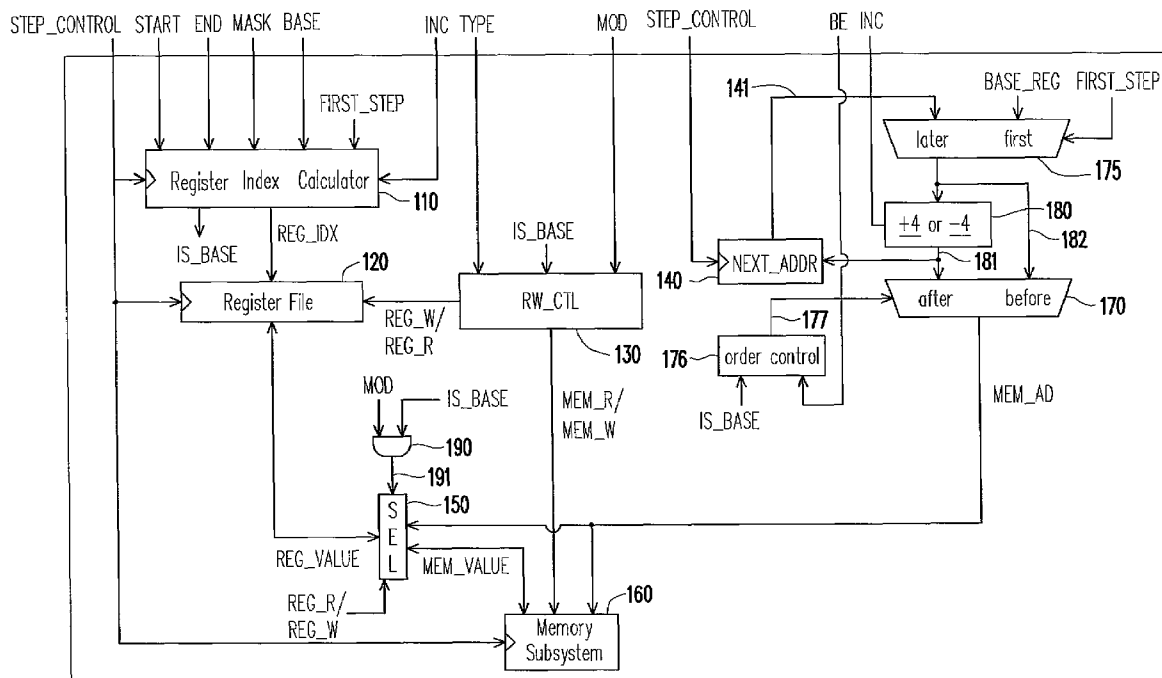 STEP_CONTROL START END MASK BASE INC TYPE MOD STEP_CONTROL BE INC
141
BASE_REG FIRST_STEP
FIRST_STEP
later first
175
Register Index Calculator
110
+4 or -4
180
182
IS_BASE
REG_IDX
IS_BASE
NEXT_ADDR
140
181
120
Register File
RW_CTL
130
after before
170
REG_W/
REG_R
177
176
order control
MOD
IS_BASE
MEM_R/
MEM_W
IS_BASE
MEM_AD
190
191
150
SEL
REG_VALUE
MEM_VALUE
REG_R/
REG_W
160
Memory
Subsystem